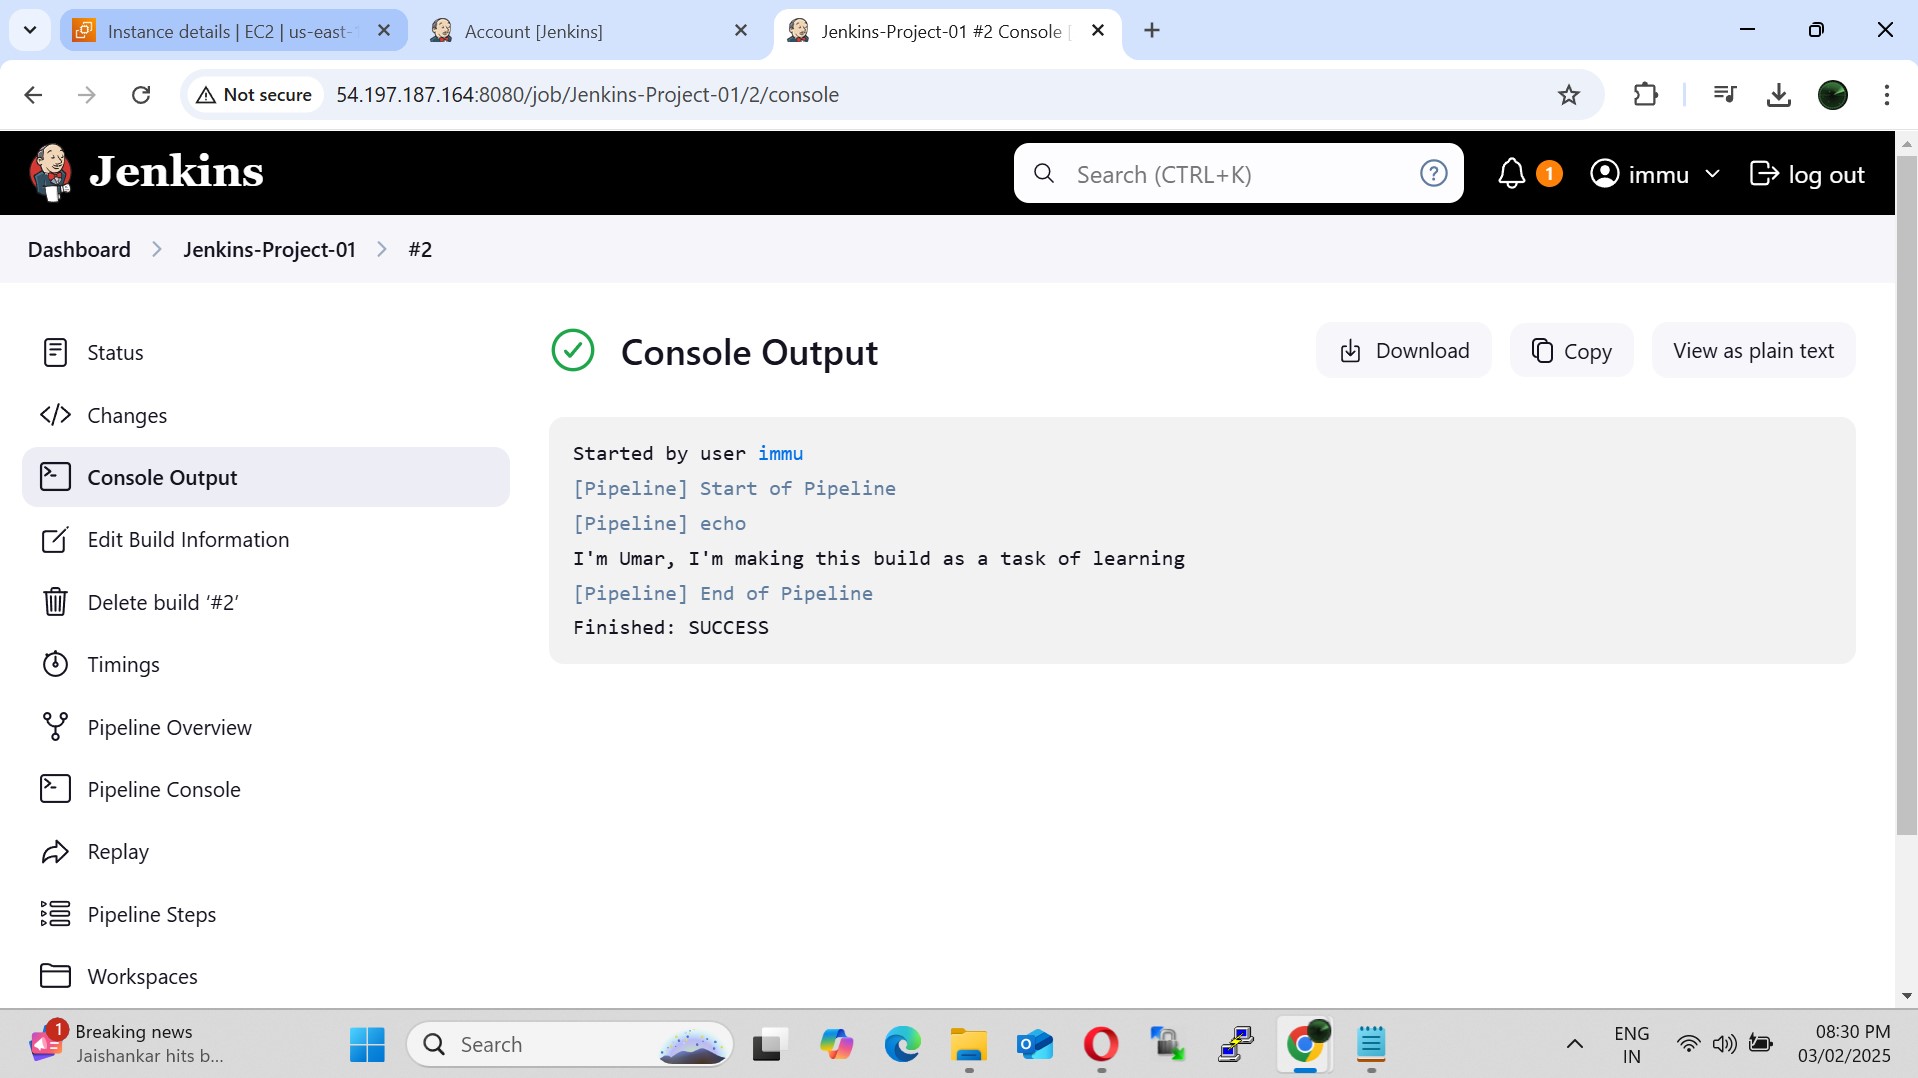 Instance details | EC2 | us-east-1
Account [Jenkins]
Jenkins-Project-01 #2 Console [
Not secure
54.197.187.164:8080/job/Jenkins-Project-01/2/console
Jenkins
Search (CTRL+K)
?
1
immu
log out
Dashboard
Jenkins-Project-01
#2
Status
Changes
Console Output
Edit Build Information
Delete build ‘#2’
Timings
Pipeline Overview
Pipeline Console
Replay
Pipeline Steps
Workspaces
Console Output
Download
Copy
View as plain text
Started by user immu
[Pipeline] Start of Pipeline
[Pipeline] echo
I'm Umar, I'm making this build as a task of learning
[Pipeline] End of Pipeline
Finished: SUCCESS
1
Breaking news
Jaishankar hits b...
Search
ENG
IN
08:30 PM
03/02/2025